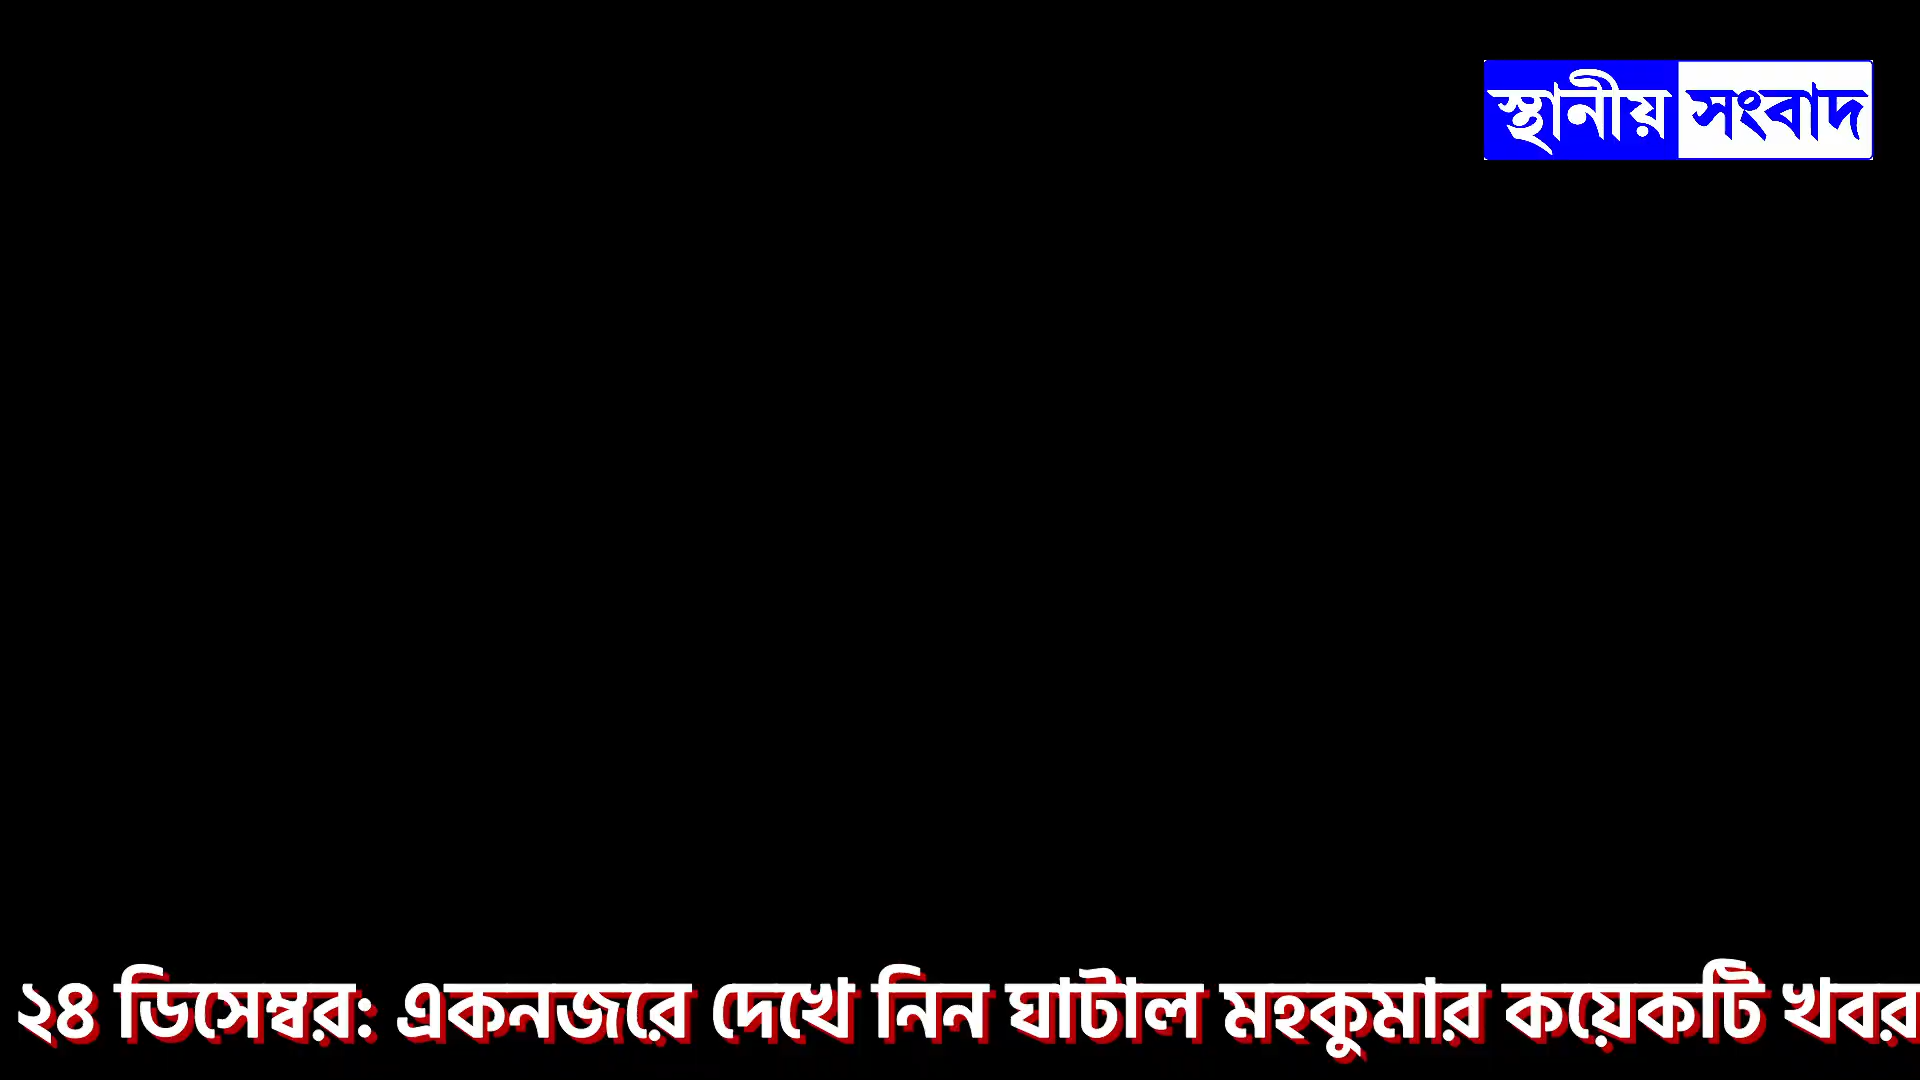 স্থানীয় সংবাদ
২৪ ডিসেম্বর: একনজরে দেখে নিন ঘাটাল মহকুমার কয়েকটি খবর